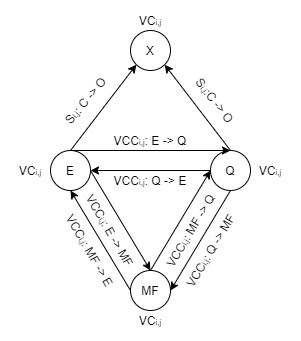 VCi,j
X
Si,j: C -> O
Si,j:C -> O
VCCi,j: E -> Q
VCi,j
E
Q
VCi,j
VCCi,j: Q -> E
VCCi,j: E -> MF
VCCi,j: MF -> Q
VCCi,j: MF -> E
VCCi,j: Q -> MF
MF
VCi,j